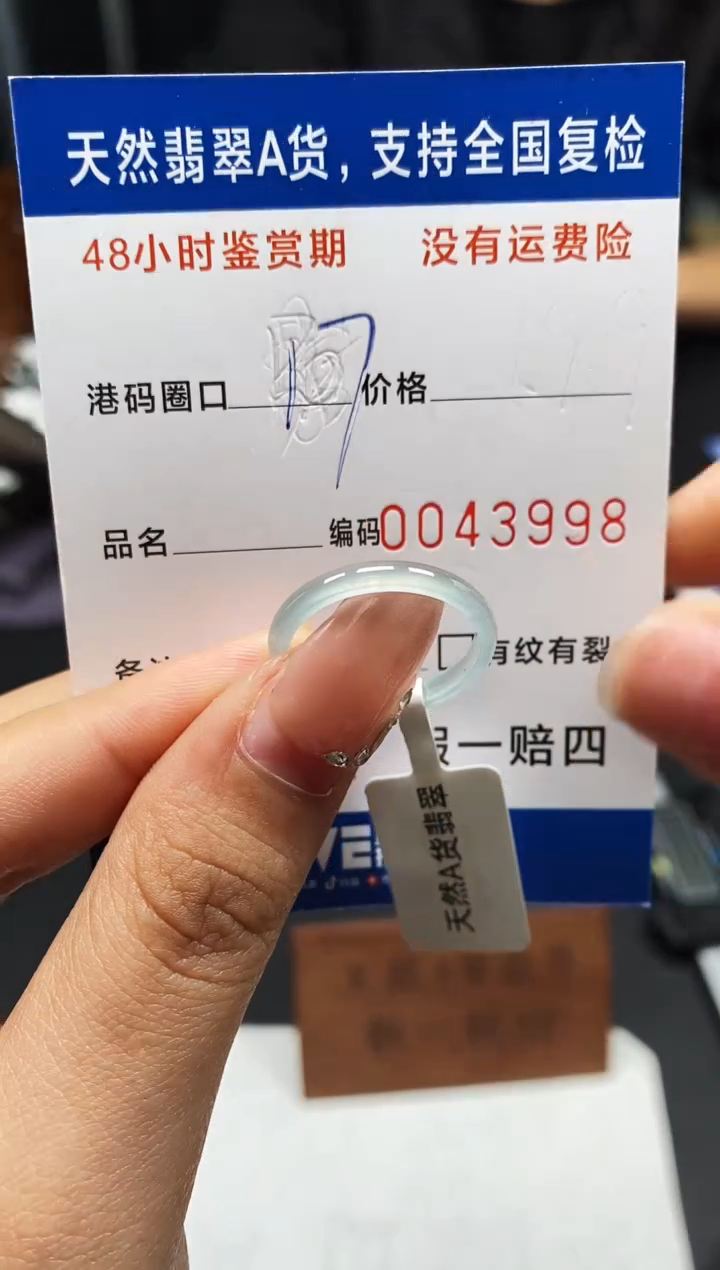 天然翡翠A货，支持全国复检
48小时鉴赏期 没有运费险
港码圈口 17 价格
品名 编码0043998
有纹有裂
一赔四
天然A货翡翠